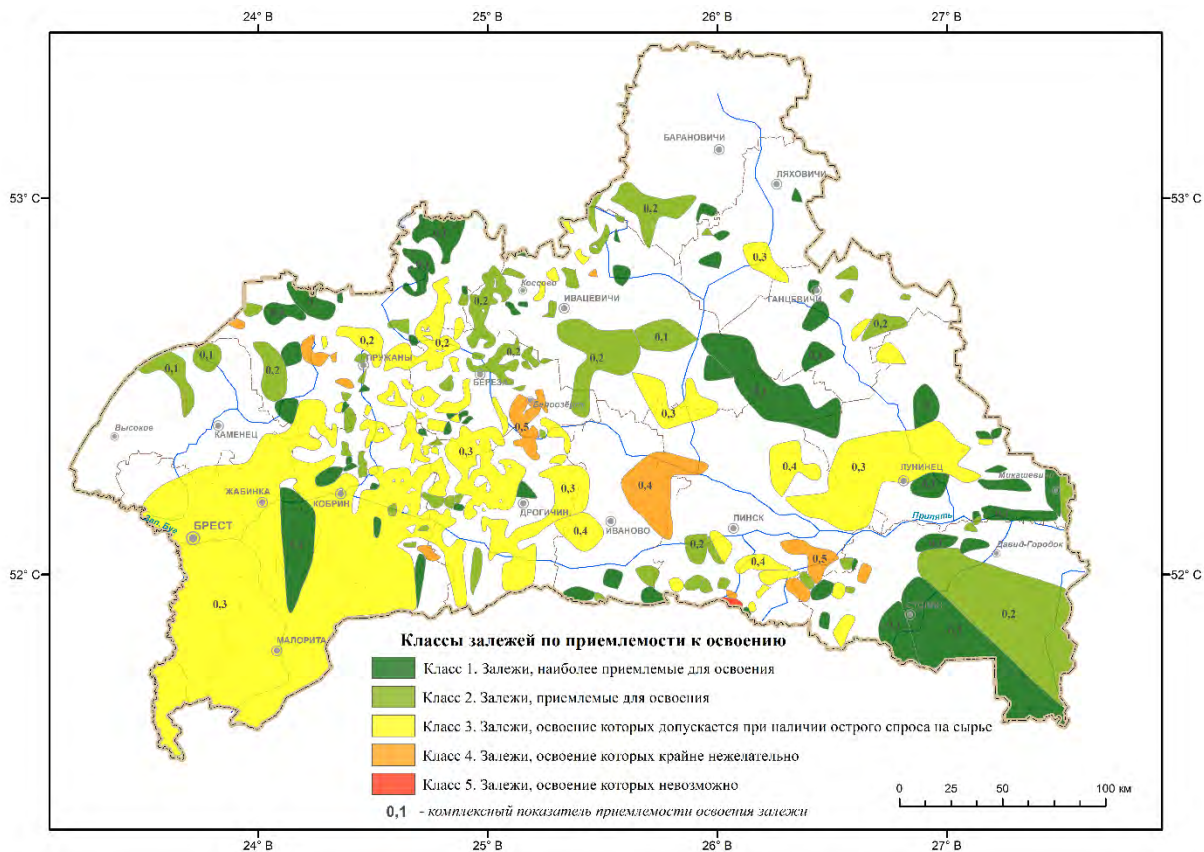 24° В
25° В
26° В
27° В
БАРАНОВИЧИ
ЛЯХОВИЧИ
53° С
53° С
0,2
0,3
Коссово
ИВАЦЕВИЧИ
ГАНЦЕВИЧИ
0,2
0,2
0,1
0,1
0,2
0,2
0,2
0,2
0,1
0,2
ПРУЖАНЫ
БЕРЕЗА
Белоозёрск
0,3
0,5
Высокое
КАМЕНЕЦ
0,3
0,4
0,3
ЛУНИНЕЦ
Микашеви
0,4
0,3
ЖАБИНКА
КОБРИН
ДРОГИЧИН
Зап. Буг
БРЕСТ
0,4
ИВАНОВО
ПИНСК
Припять
Давид-Городок
0,2
0,4
0,5
52° С
52° С
0,3
0,2
МАЛОРИТА
Классы залежей по приемлемости к освоению
Класс 1. Залежи, наиболее приемлемые для освоения
Класс 2. Залежи, приемлемые для освоения
Класс 3. Залежи, освоение которых допускается при наличии острого спроса на сырье
Класс 4. Залежи, освоение которых крайне нежелательно
Класс 5. Залежи, освоение которых невозможно
0,1 - комплексный показатель приемлемости освоения залежи
0 25 50 75 100 км
24° В
25° В
26° В
27° В